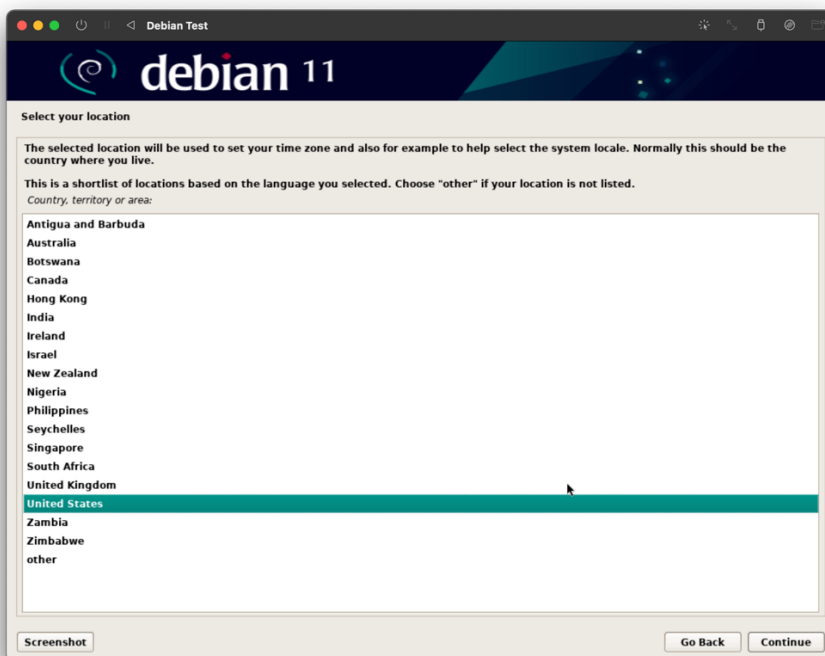 Debian Test
debian 11
Select your location
The selected location will be used to set your time zone and also for example to help select the system locale. Normally this should be the
country where you live.
This is a shortlist of locations based on the language you selected. Choose "other" if your location is not listed.
Country, territory or area:
Antigua and Barbuda
Australia
Botswana
Canada
Hong Kong
India
Ireland
Israel
New Zealand
Nigeria
Philippines
Seychelles
Singapore
South Africa
United Kingdom
United States
Zambia
Zimbabwe
other
Screenshot
Go Back
Continue